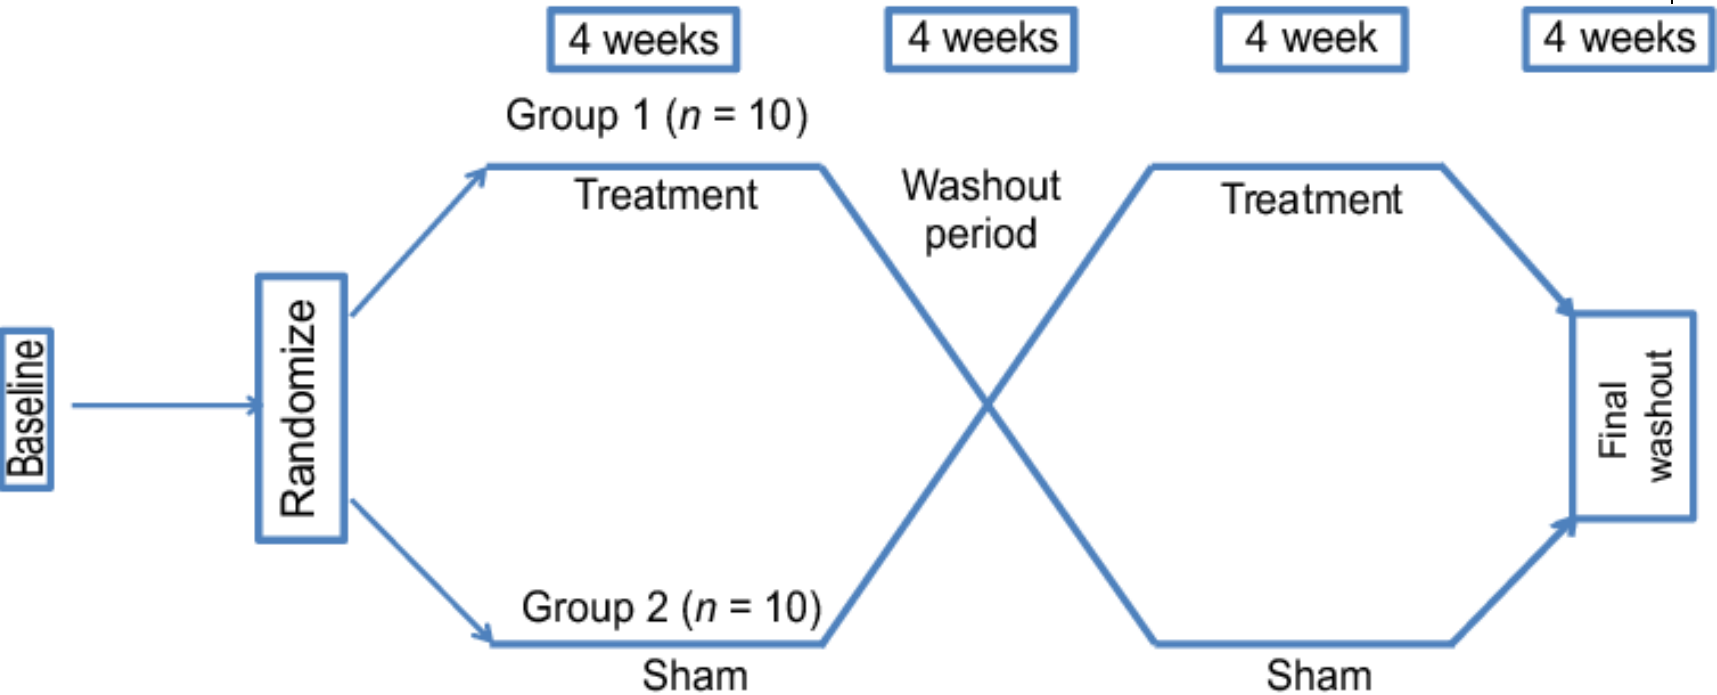 4 weeks
4 weeks
4 week
4 weeks
Group 1 (n = 10)
Treatment
Washout
period
Treatment
Baseline
Randomize
Final
washout
Group 2 (n = 10)
Sham
Sham